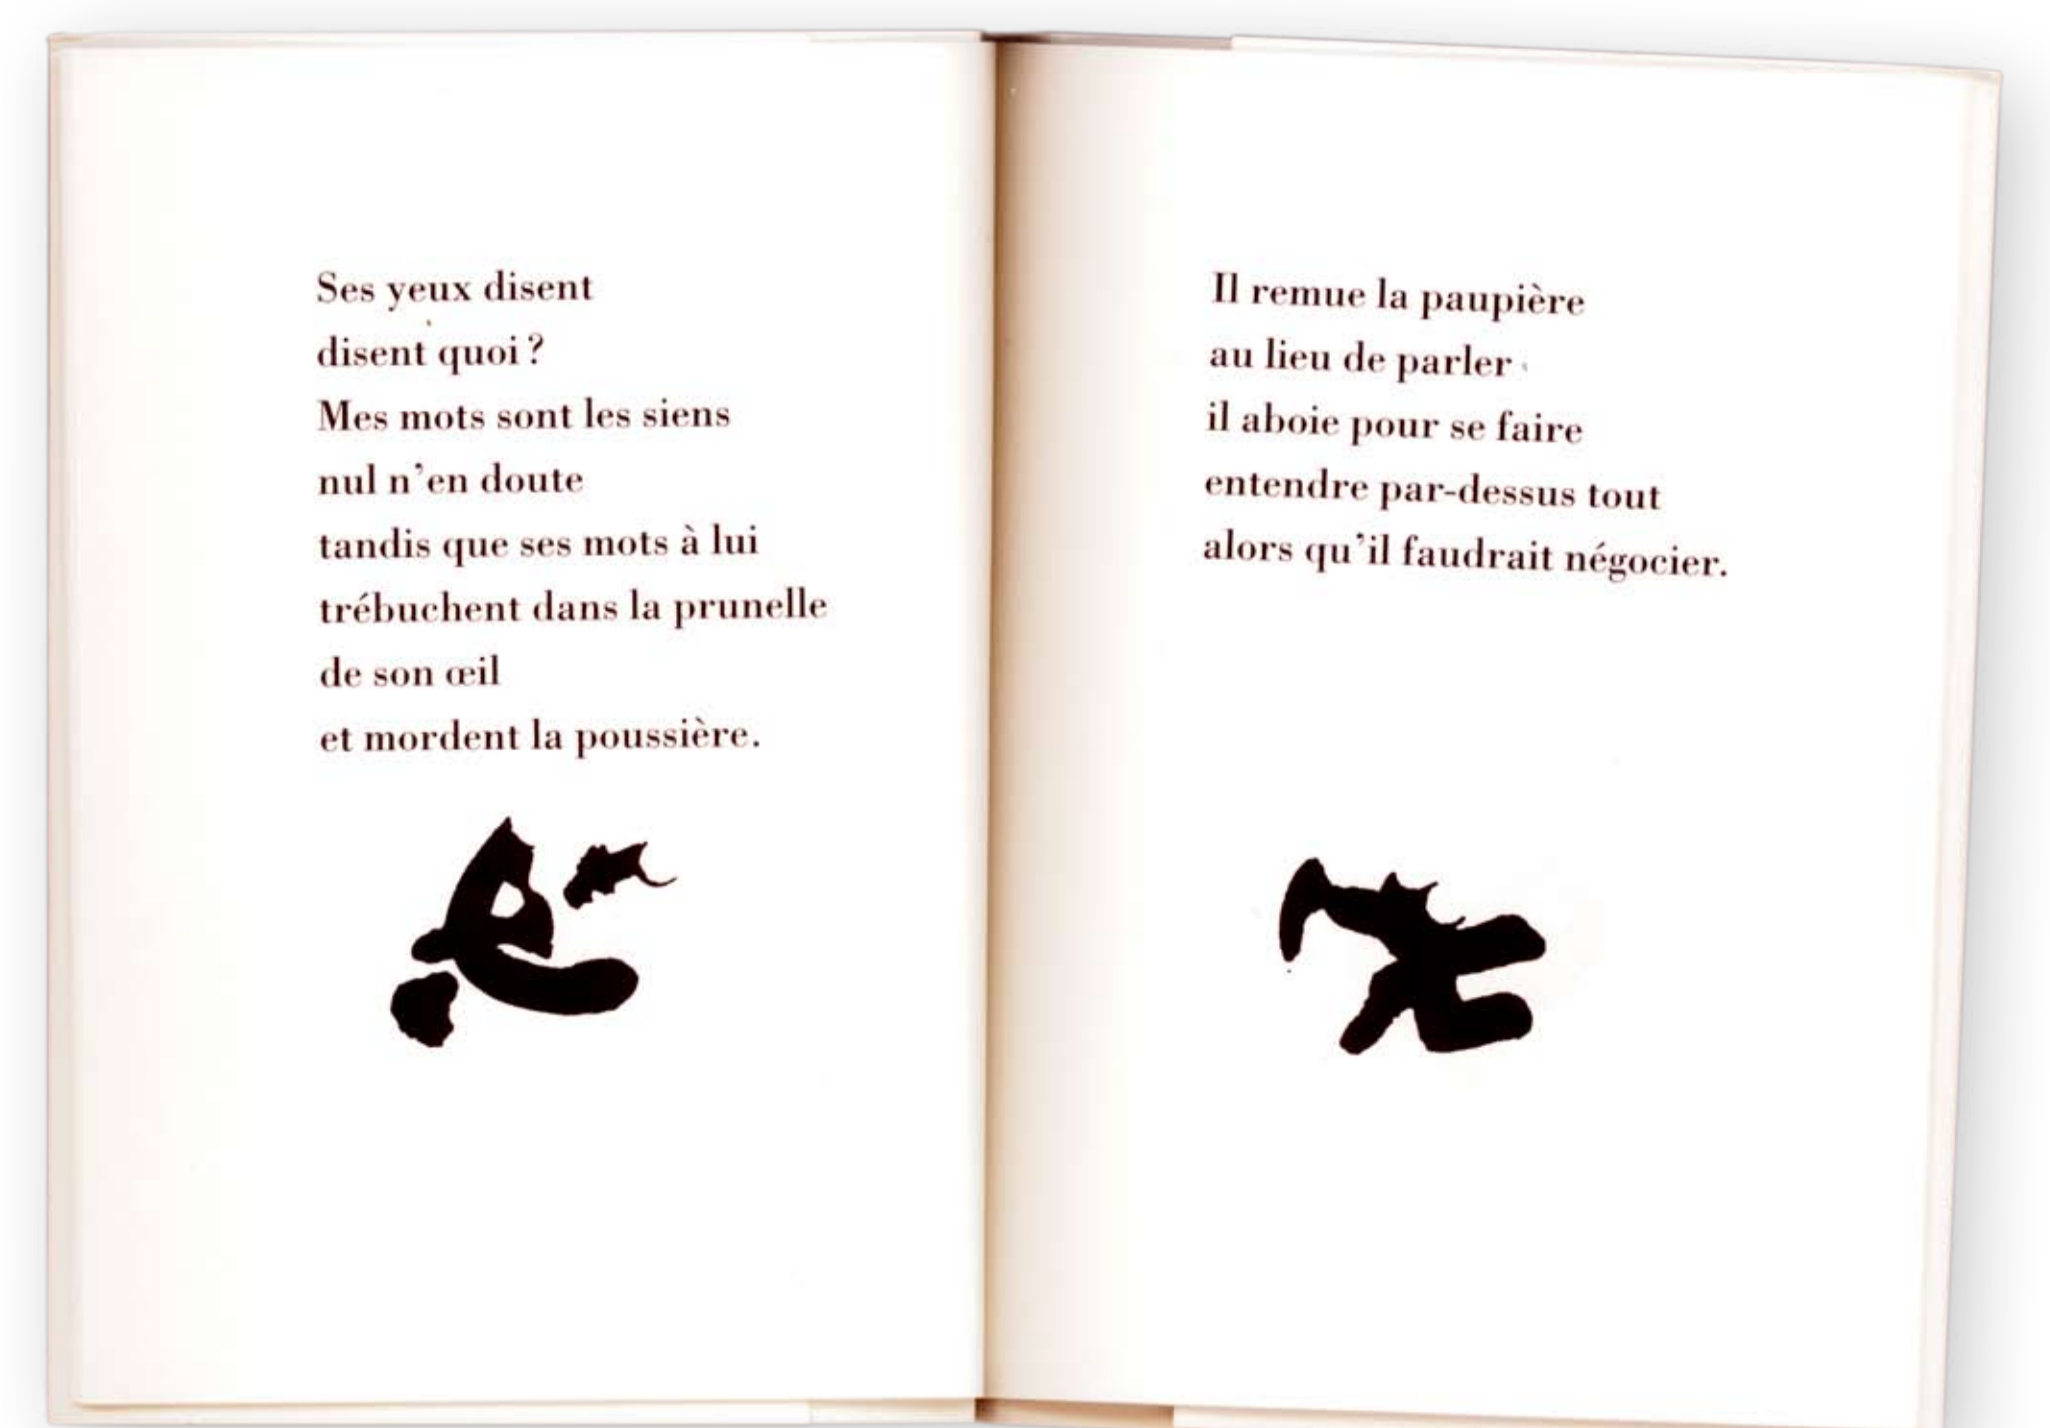 Ses yeux disent
disent quoi ?
Mes mots sont les siens
nul n'en doute
tandis que ses mots à lui
trébuchent dans la prunelle
de son œil
et mordent la poussière.
Il remue la paupière
au lieu de parler
il aboie pour se faire
entendre par-dessus tout
alors qu'il faudrait négocier.